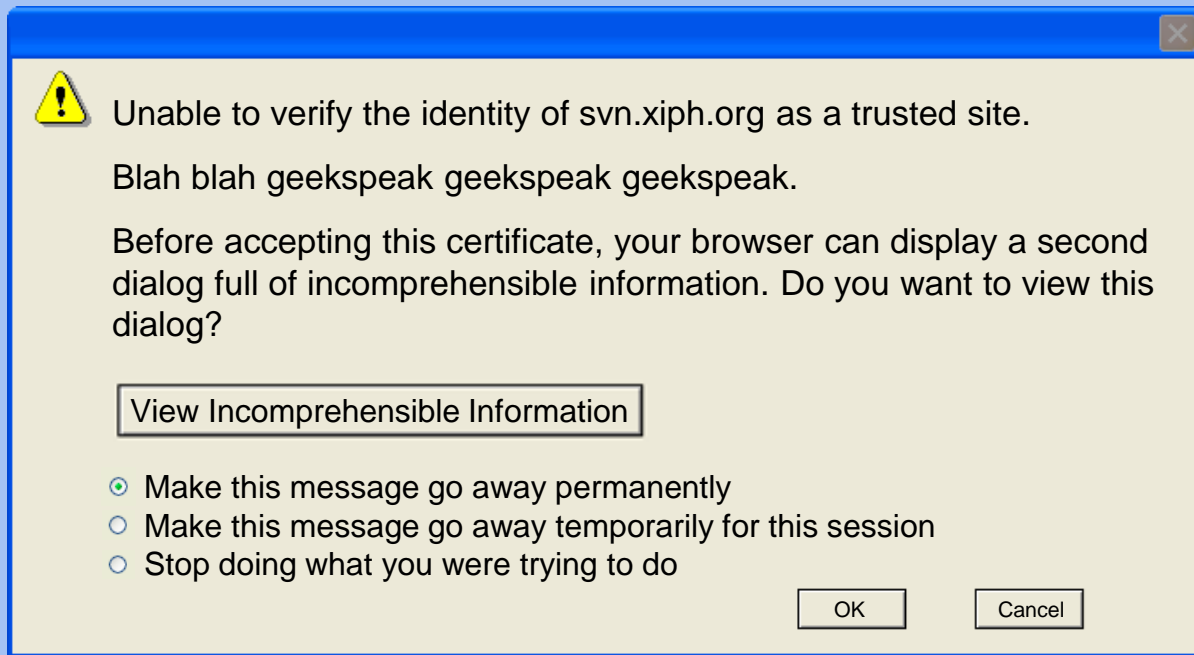 Unable to verify the identity of svn.xiph.org as a trusted site.
Blah blah geekspeak geekspeak geekspeak.
Before accepting this certificate, your browser can display a second
dialog full of incomprehensible information. Do you want to view this
dialog?
View Incomprehensible Information
Make this message go away permanently
Make this message go away temporarily for this session
Stop doing what you were trying to do
OK
Cancel